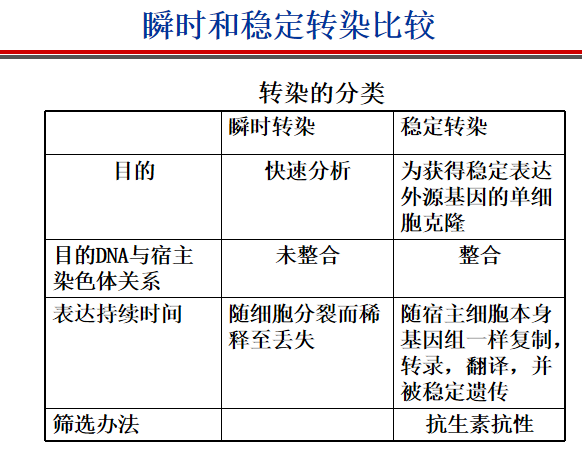 瞬时和稳定转染比较
转染的分类
瞬时转染
稳定转染
目的
快速分析
为获得稳定表达
外源基因的单细
胞克隆
目的DNA与宿主
染色体关系
未整合
整合
表达持续时间
随细胞分裂而稀
释至丢失
随宿主细胞本身
基因组一样复制，
转录，翻译，并
被稳定遗传
筛选办法
抗生素抗性